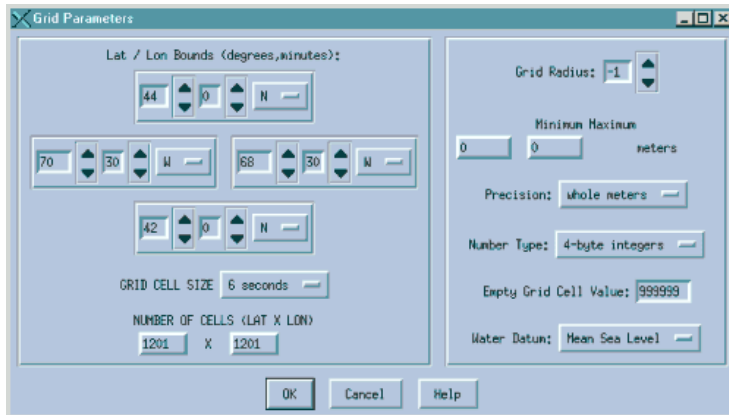 Grid Parameters
Lat / Lon Bounds (degrees,minutes):
44 0 N
70 30 W 68 30 W
42 0 N
GRID CELL SIZE 6 seconds
NUMBER OF CELLS (LAT X LON)
1201 X 1201
Grid Radius: -1
Minimum Maximum
0 0 meters
Precision: whole meters
Number Type: 4-byte integers
Empty Grid Cell Value: 999999
Water Datum: Mean Sea Level
OK Cancel Help